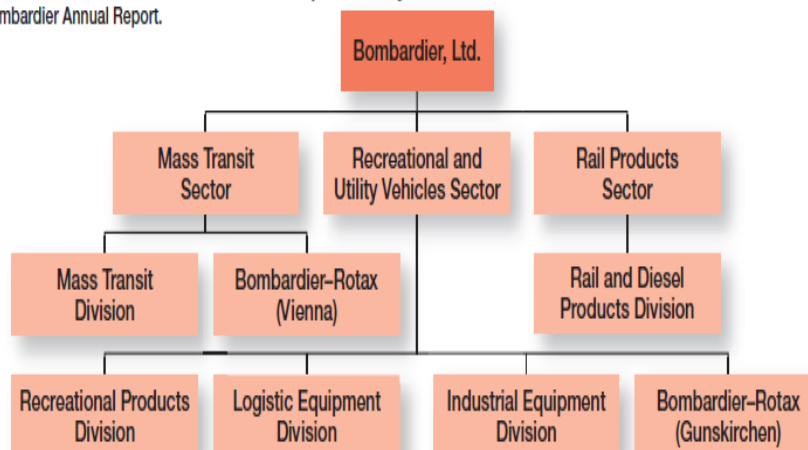 mbardier Annual Report.
Bombardier, Ltd.
Mass Transit
Sector
Recreational and
Utility Vehicles Sector
Rail Products
Sector
Mass Transit
Division
Bombardier–Rotax
(Vienna)
Rail and Diesel
Products Division
Recreational Products
Division
Logistic Equipment
Division
Industrial Equipment
Division
Bombardier–Rotax
(Gunskirchen)